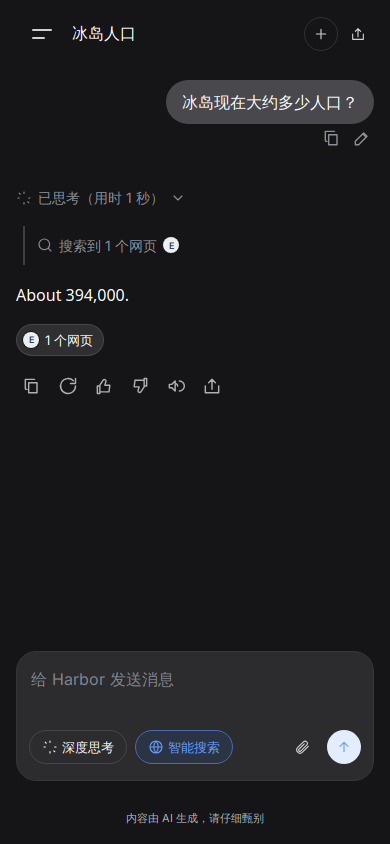 冰岛人口
冰岛现在大约多少人口？
已思考（用时 1 秒）
搜索到 1 个网页 E
About 394,000.
E 1 个网页
给 Harbor 发送消息
深度思考
智能搜索
内容由 AI 生成，请仔细甄别